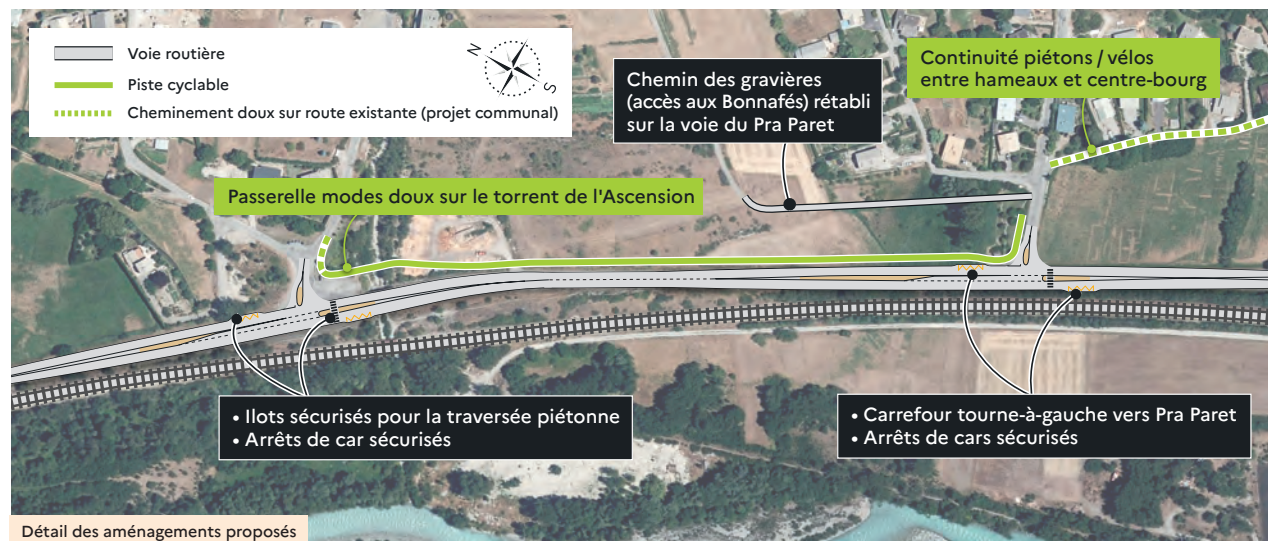 Voie routière
Piste cyclable
Cheminement doux sur route existante (projet communal)
N
S
Chemin des gravières
(accès aux Bonnafés) rétabli
sur la voie du Pra Paret
Continuité piétons / vélos
entre hameaux et centre-bourg
Passerelle modes doux sur le torrent de l'Ascension
• Ilots sécurisés pour la traversée piétonne
• Arrêts de car sécurisés
• Carrefour tourne-à-gauche vers Pra Paret
• Arrêts de cars sécurisés
Détail des aménagements proposés